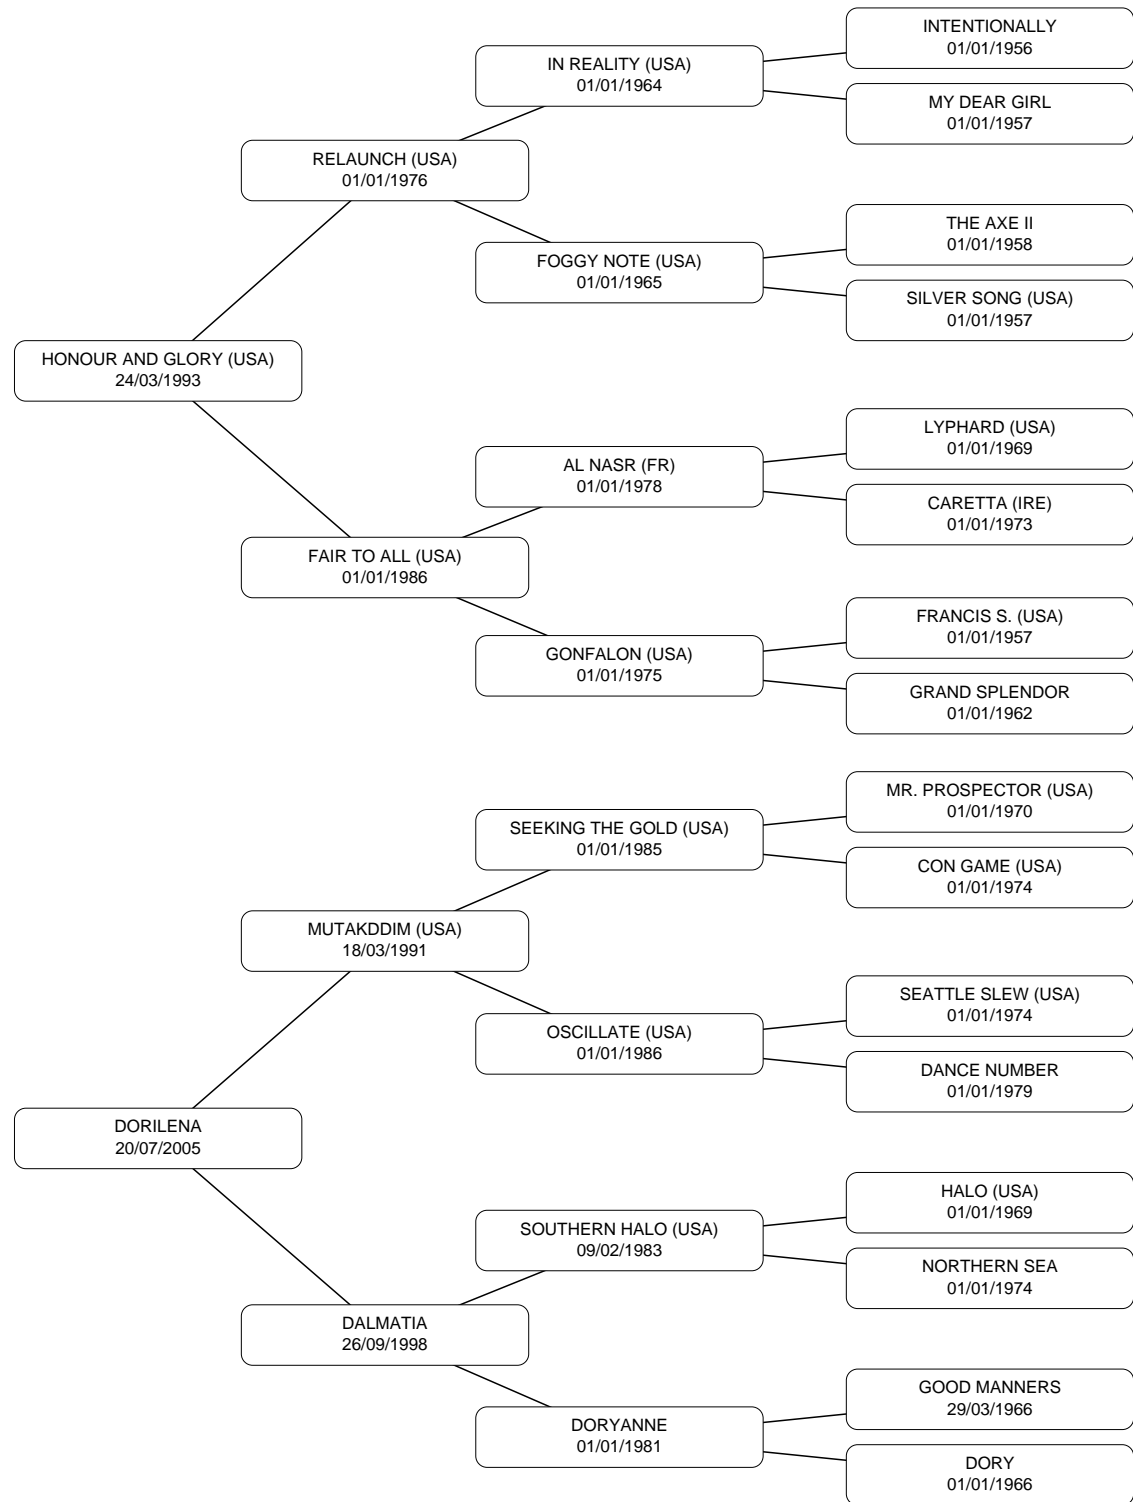 INTENTIONALLY
01/01/1956
IN REALITY (USA)
01/01/1964
MY DEAR GIRL
01/01/1957
RELAUNCH (USA)
01/01/1976
THE AXE II
01/01/1958
FOGGY NOTE (USA)
01/01/1965
SILVER SONG (USA)
01/01/1957
HONOUR AND GLORY (USA)
24/03/1993
LYPHARD (USA)
01/01/1969
AL NASR (FR)
01/01/1978
CARETTA (IRE)
01/01/1973
FAIR TO ALL (USA)
01/01/1986
FRANCIS S. (USA)
01/01/1957
GONFALON (USA)
01/01/1975
GRAND SPLENDOR
01/01/1962
MR. PROSPECTOR (USA)
01/01/1970
SEEKING THE GOLD (USA)
01/01/1985
CON GAME (USA)
01/01/1974
MUTAKDDIM (USA)
18/03/1991
SEATTLE SLEW (USA)
01/01/1974
OSCILLATE (USA)
01/01/1986
DANCE NUMBER
01/01/1979
DORILENA
20/07/2005
HALO (USA)
01/01/1969
SOUTHERN HALO (USA)
09/02/1983
NORTHERN SEA
01/01/1974
DALMATIA
26/09/1998
GOOD MANNERS
29/03/1966
DORYANNE
01/01/1981
DORY
01/01/1966